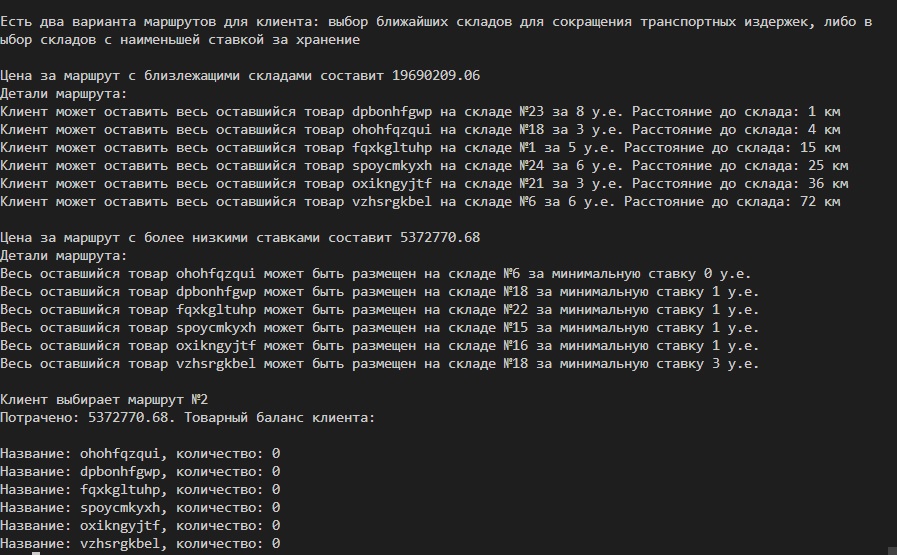 Есть два варианта маршрутов для клиента: выбор ближайших складов для сокращения транспортных издержек, либо в
ыбор складов с наименьшей ставкой за хранение
Цена за маршрут с близлежащими складами составит 19690209.06
Детали маршрута:
Клиент может оставить весь оставшийся товар dpbonhfgwp на складе №23 за 8 у.е. Расстояние до склада: 1 км
Клиент может оставить весь оставшийся товар ohohfqzqui на складе №18 за 3 у.е. Расстояние до склада: 4 км
Клиент может оставить весь оставшийся товар fqxkgltuhp на складе №1 за 5 у.е. Расстояние до склада: 15 км
Клиент может оставить весь оставшийся товар spoycmkyxh на складе №24 за 6 у.е. Расстояние до склада: 25 км
Клиент может оставить весь оставшийся товар oxikngyjtf на складе №21 за 3 у.е. Расстояние до склада: 36 км
Клиент может оставить весь оставшийся товар vzhsrgkbel на складе №6 за 6 у.е. Расстояние до склада: 72 км
Цена за маршрут с более низкими ставками составит 5372770.68
Детали маршрута:
Весь оставшийся товар ohohfqzqui может быть размещен на складе №6 за минимальную ставку 0 у.е.
Весь оставшийся товар dpbonhfgwp может быть размещен на складе №18 за минимальную ставку 1 у.е.
Весь оставшийся товар fqxkgltuhp может быть размещен на складе №22 за минимальную ставку 1 у.е.
Весь оставшийся товар spoycmkyxh может быть размещен на складе №15 за минимальную ставку 1 у.е.
Весь оставшийся товар oxikngyjtf может быть размещен на складе №16 за минимальную ставку 1 у.е.
Весь оставшийся товар vzhsrgkbel может быть размещен на складе №18 за минимальную ставку 3 у.е.
Клиент выбирает маршрут №2
Потрачено: 5372770.68. Товарный баланс клиента:
Название: ohohfqzqui, количество: 0
Название: dpbonhfgwp, количество: 0
Название: fqxkgltuhp, количество: 0
Название: spoycmkyxh, количество: 0
Название: oxikngyjtf, количество: 0
Название: vzhsrgkbel, количество: 0